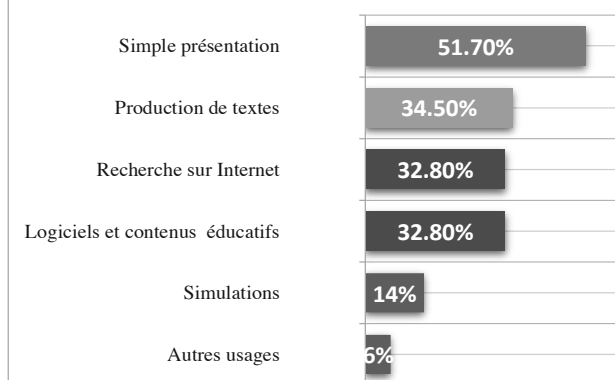 Simple présentation 51.70%
Production de textes 34.50%
Recherche sur Internet 32.80%
Logiciels et contenus éducatifs 32.80%
Simulations 14%
Autres usages 6%